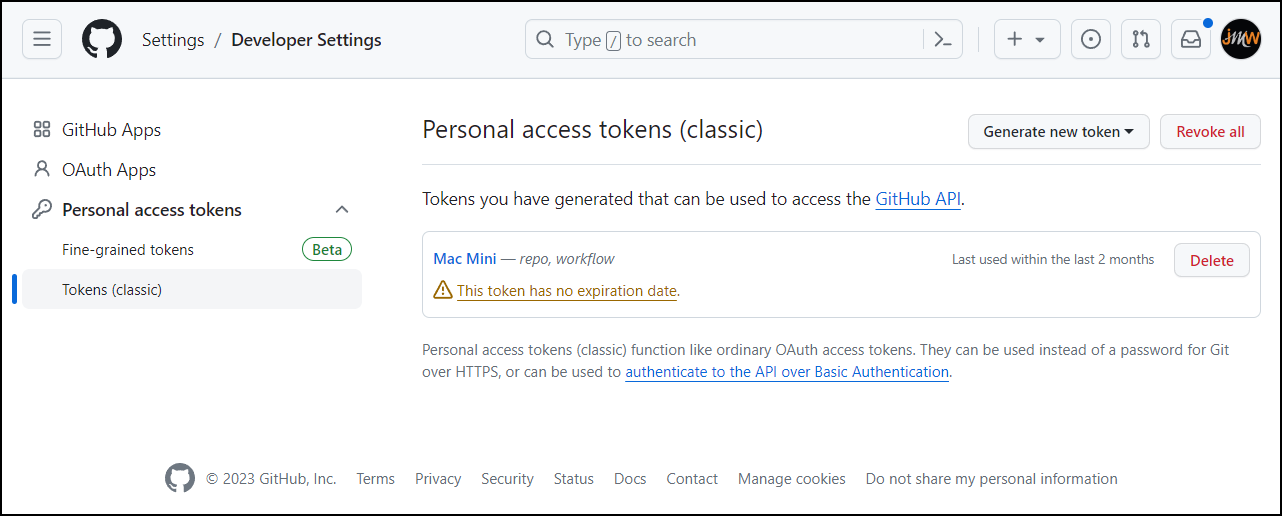 Settings / Developer Settings
Type / to search
JMW
GitHub Apps
OAuth Apps
Personal access tokens
Fine-grained tokens Beta
Tokens (classic)
Personal access tokens (classic)
Generate new token
Revoke all
Tokens you have generated that can be used to access the GitHub API.
Mac Mini — repo, workflow
Last used within the last 2 months
Delete
This token has no expiration date.
Personal access tokens (classic) function like ordinary OAuth access tokens. They can be used instead of a password for Git
over HTTPS, or can be used to authenticate to the API over Basic Authentication.
© 2023 GitHub, Inc. Terms Privacy Security Status Docs Contact Manage cookies Do not share my personal information